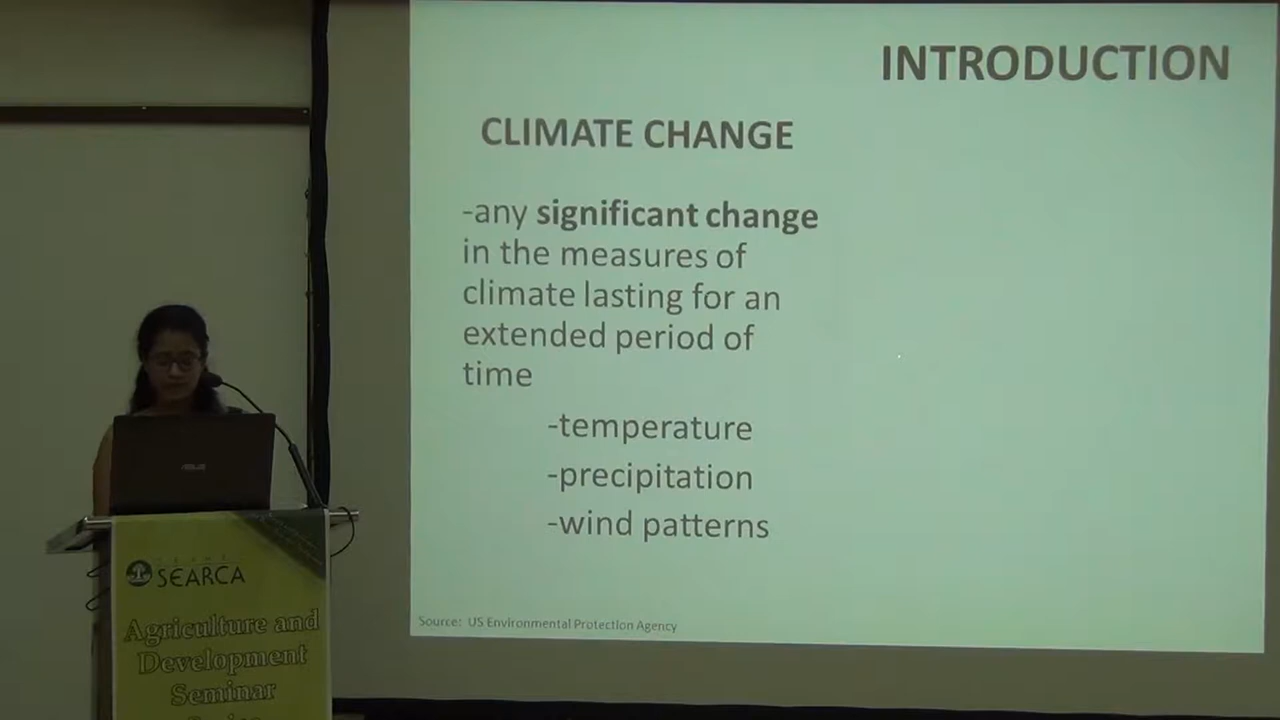 INTRODUCTION
CLIMATE CHANGE
-any significant change
in the measures of
climate lasting for an
extended period of
time
-temperature
-precipitation
-wind patterns
Source: US Environmental Protection Agency
ASUS
SEARCA
Agriculture and
Development
Seminar